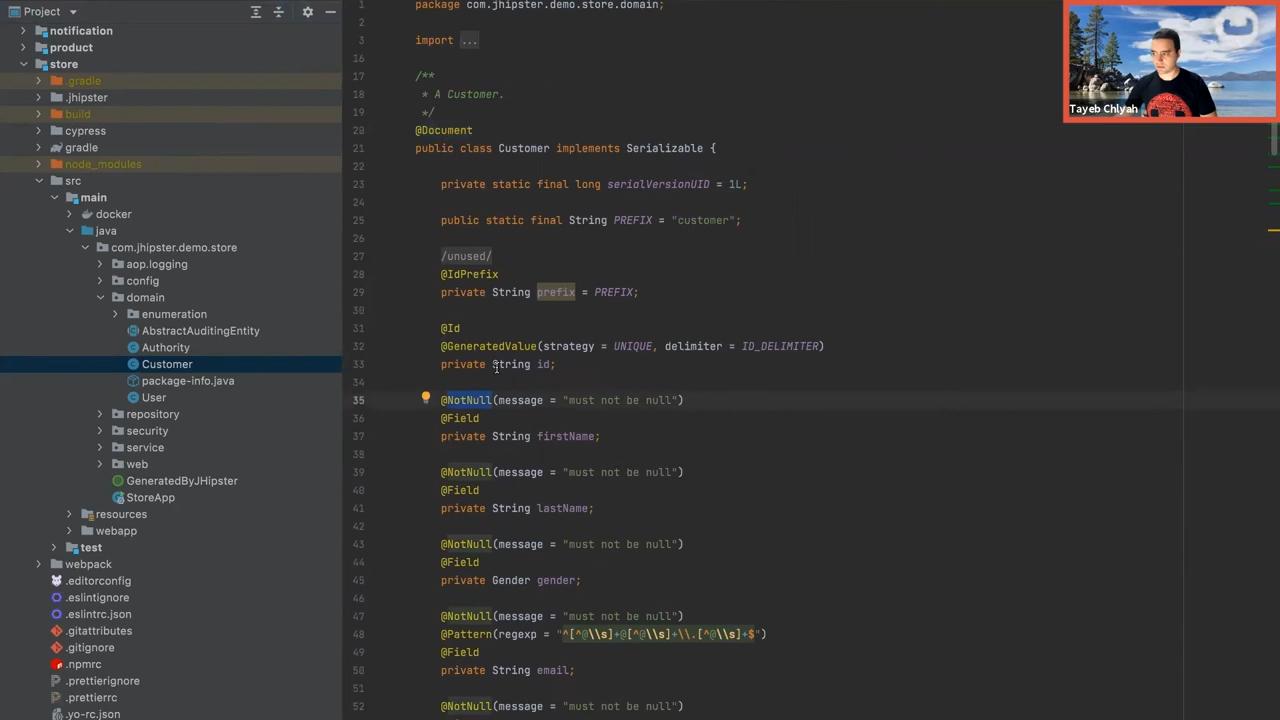 Project
notification
product
store
.gradle
.jhipster
build
cypress
gradle
node_modules
src
main
docker
java
com.jhipster.demo.store
aop.logging
config
domain
enumeration
AbstractAuditingEntity
Authority
Customer
package-info.java
User
repository
security
service
web
GeneratedByJHipster
StoreApp
resources
webapp
test
webpack
.editorconfig
.eslintignore
.eslintrc.json
.gitattributes
.gitignore
.npmrc
.prettierignore
.prettierrc
.yo-rc.json
1 package com.jhipster.demo.store.domain;
2
3 import ...
16
17 /**
18 * A Customer.
19 */
20 @Document
21 public class Customer implements Serializable {
22
23 private static final long serialVersionUID = 1L;
24
25 public static final String PREFIX = "customer";
26
27 /unused/
28 @IdPrefix
29 private String prefix = PREFIX;
30
31 @Id
32 @GeneratedValue(strategy = UNIQUE, delimiter = ID_DELIMITER)
33 private String id;
34
35 @NotNull(message = "must not be null")
36 @Field
37 private String firstName;
38
39 @NotNull(message = "must not be null")
40 @Field
41 private String lastName;
42
43 @NotNull(message = "must not be null")
44 @Field
45 private Gender gender;
46
47 @NotNull(message = "must not be null")
48 @Pattern(regexp = "^[^@\\s]+@[^@\\s]+\\.[^@\\s]+$")
49 @Field
50 private String email;
51
52 @NotNull(message = "must not be null")
Tayeb Chlyah